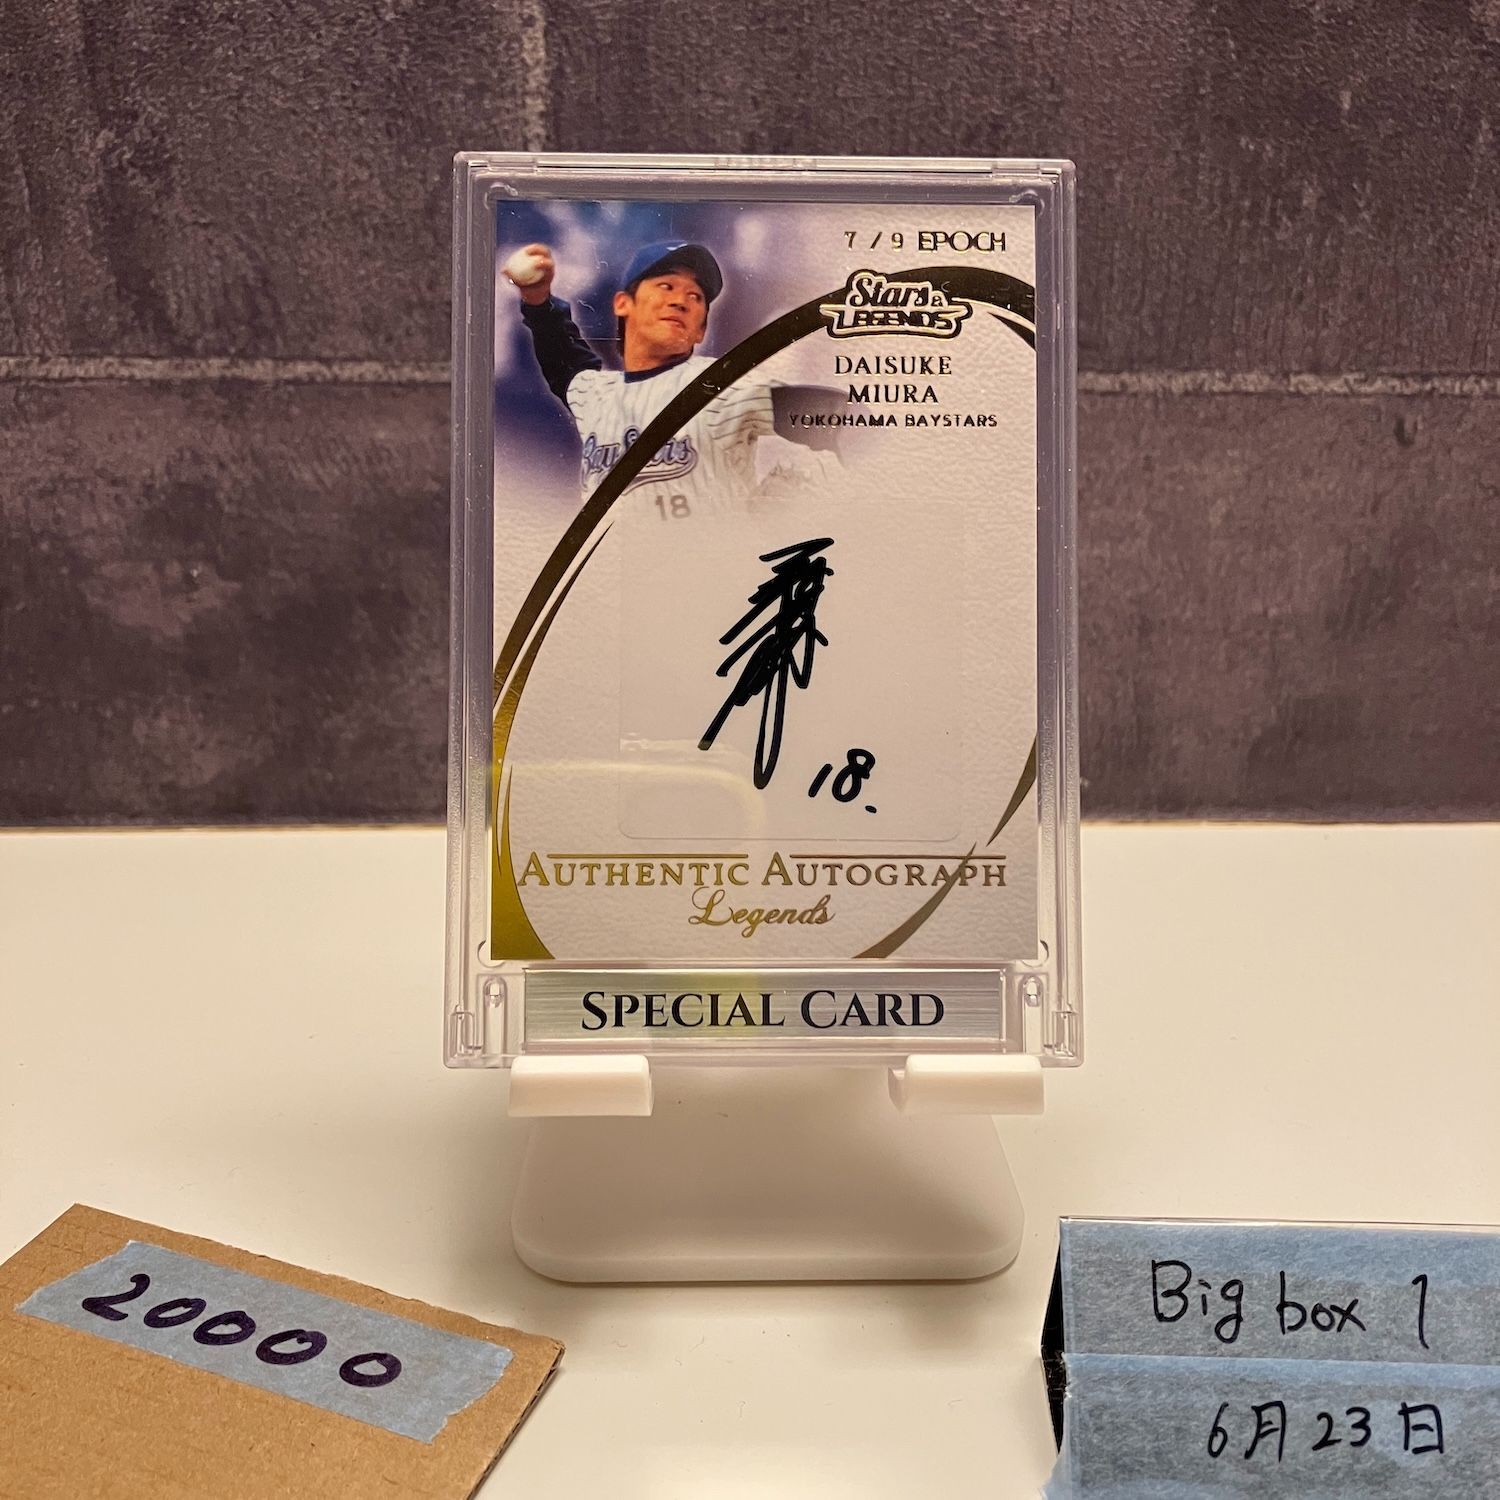 7 / 9 EPOCH
Stars &
LEGENDS
DAISUKE
MIURA
YOKOHAMA BAYSTARS
BayStars
18
18.
AUTHENTIC AUTOGRAPH
Legends
SPECIAL CARD
20000
Big box 1
6月23日